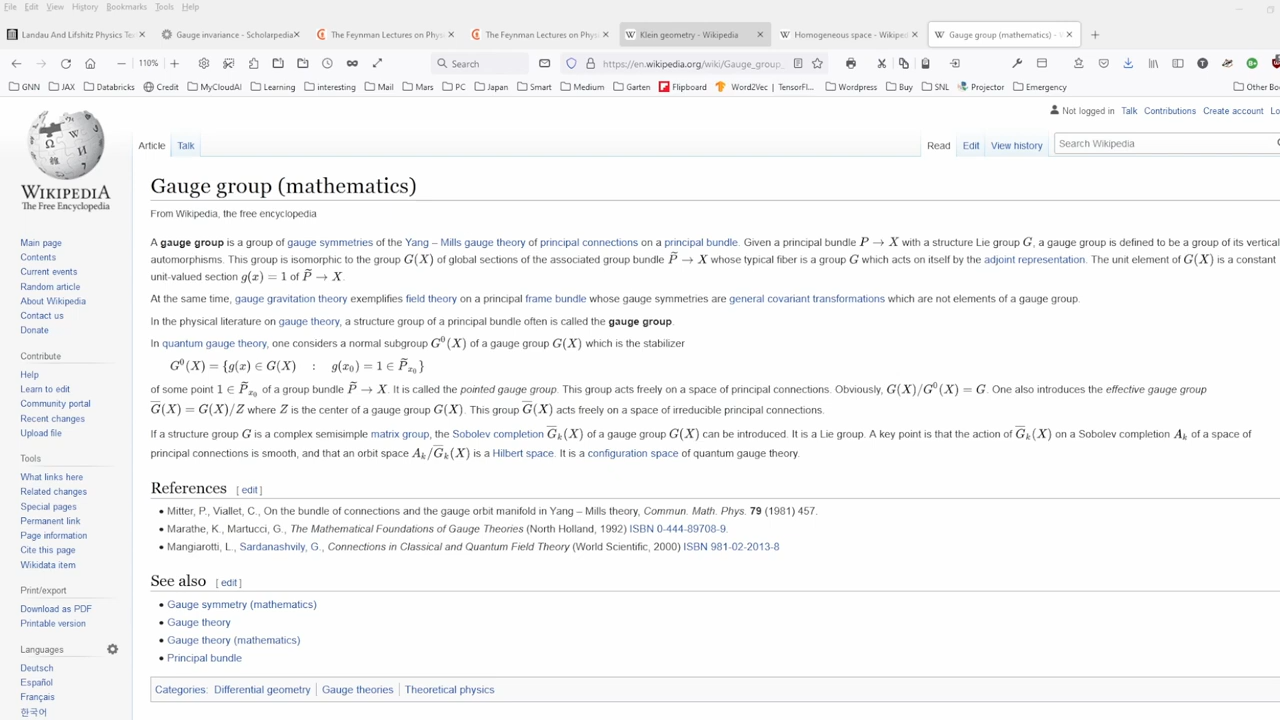 File Edit View History Bookmarks Tools Help
Landau And Lifshitz Physics Te Gauge invariance - Scholarpedia The Feynman Lectures on Phys The Feynman Lectures on Phys Klein geometry - Wikipedia Homogeneous space - Wikiped Gauge group (mathematics) - W
110% Search https://en.wikipedia.org/wiki/Gauge_group_
GNN JAX Databricks Credit MyCloudAI Learning interesting Mail Mars PC Japan Smart Medium Garten Flipboard Word2Vec | TensorFl... Wordpress Buy SNL Projector Emergency Other Bo
Not logged in Talk Contributions Create account Lo
Article Talk Read Edit View history Search Wikipedia
WIKIPEDIA
The Free Encyclopedia
Gauge group (mathematics)
From Wikipedia, the free encyclopedia
A gauge group is a group of gauge symmetries of the Yang – Mills gauge theory of principal connections on a principal bundle. Given a principal bundle P → X with a structure Lie group G, a gauge group is defined to be a group of its vertical
automorphisms. This group is isomorphic to the group G(X) of global sections of the associated group bundle P̃ → X whose typical fiber is a group G which acts on itself by the adjoint representation. The unit element of G(X) is a constant
unit-valued section g(x) = 1 of P̃ → X.
At the same time, gauge gravitation theory exemplifies field theory on a principal frame bundle whose gauge symmetries are general covariant transformations which are not elements of a gauge group.
In the physical literature on gauge theory, a structure group of a principal bundle often is called the gauge group.
In quantum gauge theory, one considers a normal subgroup G⁰(X) of a gauge group G(X) which is the stabilizer
G⁰(X) = {g(x) ∈ G(X) : g(x₀) = 1 ∈ P̃ₓ₀}
of some point 1 ∈ P̃ₓ₀ of a group bundle P̃ → X. It is called the pointed gauge group. This group acts freely on a space of principal connections. Obviously, G(X)/G⁰(X) = G. One also introduces the effective gauge group
G̅(X) = G(X)/Z where Z is the center of a gauge group G(X). This group G̅(X) acts freely on a space of irreducible principal connections.
If a structure group G is a complex semisimple matrix group, the Sobolev completion G̅ₖ(X) of a gauge group G(X) can be introduced. It is a Lie group. A key point is that the action of G̅ₖ(X) on a Sobolev completion Aₖ of a space of
principal connections is smooth, and that an orbit space Aₖ/G̅ₖ(X) is a Hilbert space. It is a configuration space of quantum gauge theory.
References [ edit ]
• Mitter, P., Viallet, C., On the bundle of connections and the gauge orbit manifold in Yang – Mills theory, Commun. Math. Phys. 79 (1981) 457.
• Marathe, K., Martucci, G., The Mathematical Foundations of Gauge Theories (North Holland, 1992) ISBN 0-444-89708-9.
• Mangiarotti, L., Sardanashvily, G., Connections in Classical and Quantum Field Theory (World Scientific, 2000) ISBN 981-02-2013-8
See also [ edit ]
• Gauge symmetry (mathematics)
• Gauge theory
• Gauge theory (mathematics)
• Principal bundle
Categories: Differential geometry | Gauge theories | Theoretical physics
Main page
Contents
Current events
Random article
About Wikipedia
Contact us
Donate
Contribute
Help
Learn to edit
Community portal
Recent changes
Upload file
Tools
What links here
Related changes
Special pages
Permanent link
Page information
Cite this page
Wikidata item
Print/export
Download as PDF
Printable version
Languages
Deutsch
Español
Français
한국어